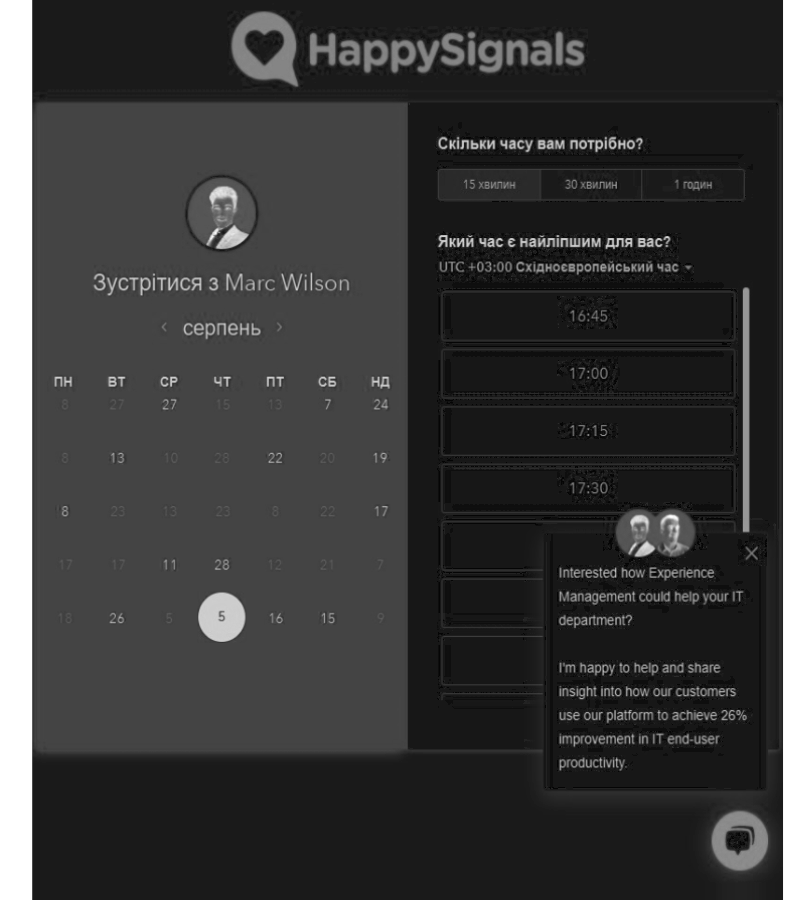 HappySignals
Зустрітися з Marc Wilson
‹ серпень ›
ПН ВТ СР ЧТ ПТ СБ НД
8 27 27 15 13 7 24
8 13 10 28 22 20 19
8 23 13 23 8 22 17
17 17 11 28 12 21 7
18 26 5 5 16 15 9
Скільки часу вам потрібно?
15 хвилин 30 хвилин 1 годин
Який час є найліпшим для вас?
UTC +03:00 Східноєвропейський час
16:45
17:00
17:15
17:30
Interested how Experience
Management could help your IT
department?
I'm happy to help and share
insight into how our customers
use our platform to achieve 26%
improvement in IT end-user
productivity.